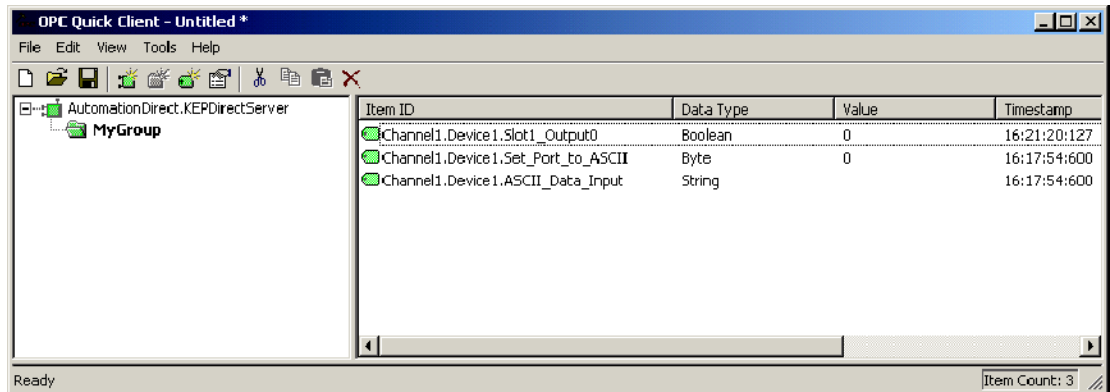 OPC Quick Client - Untitled *
File Edit View Tools Help
AutomationDirect.KEPDirectServer
MyGroup
Item ID Data Type Value Timestamp
Channel1.Device1.Slot1_Output0 Boolean 0 16:21:20:127
Channel1.Device1.Set_Port_to_ASCII Byte 0 16:17:54:600
Channel1.Device1.ASCII_Data_Input String 16:17:54:600
Ready Item Count: 3